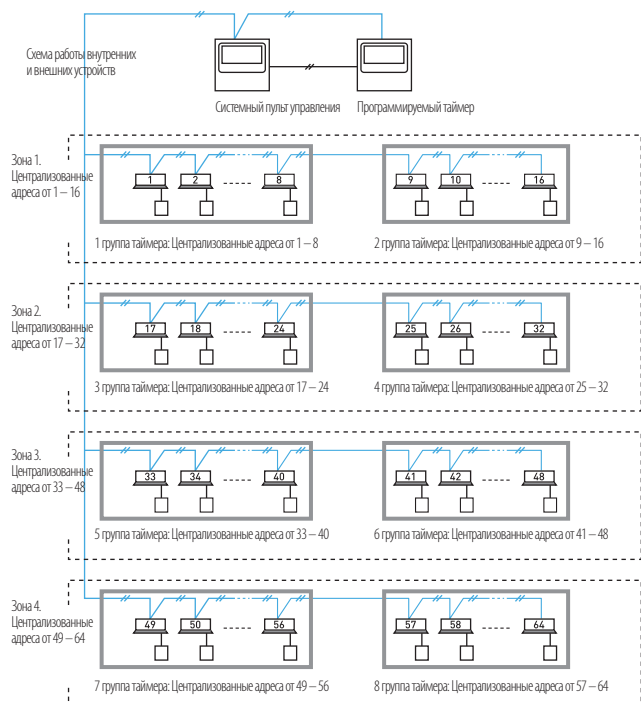 Схема работы внутренних
и внешних устройств
Системный пульт управления
Программируемый таймер
Зона 1.
Централизованные
адреса от 1 – 16
1 2 8
9 10 16
1 группа таймера: Централизованные адреса от 1 – 8
2 группа таймера: Централизованные адреса от 9 – 16
Зона 2.
Централизованные
адреса от 17 – 32
17 18 24
25 26 32
3 группа таймера: Централизованные адреса от 17 – 24
4 группа таймера: Централизованные адреса от 25 – 32
Зона 3.
Централизованные
адреса от 33 – 48
33 34 40
41 42 48
5 группа таймера: Централизованные адреса от 33 – 40
6 группа таймера: Централизованные адреса от 41 – 48
Зона 4.
Централизованные
адреса от 49 – 64
49 50 56
57 58 64
7 группа таймера: Централизованные адреса от 49 – 56
8 группа таймера: Централизованные адреса от 57 – 64